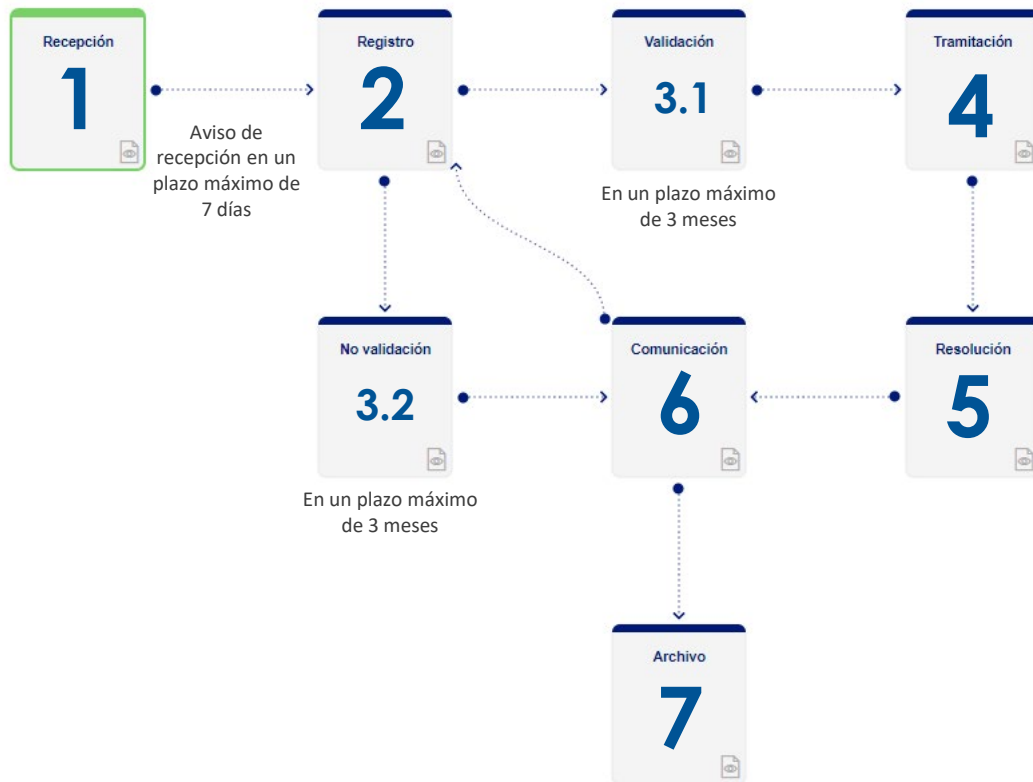 Recepción
1
Aviso de
recepción en un
plazo máximo de
7 días
Registro
2
Validación
3.1
En un plazo máximo
de 3 meses
Tramitación
4
No validación
3.2
En un plazo máximo
de 3 meses
Comunicación
6
Resolución
5
Archivo
7